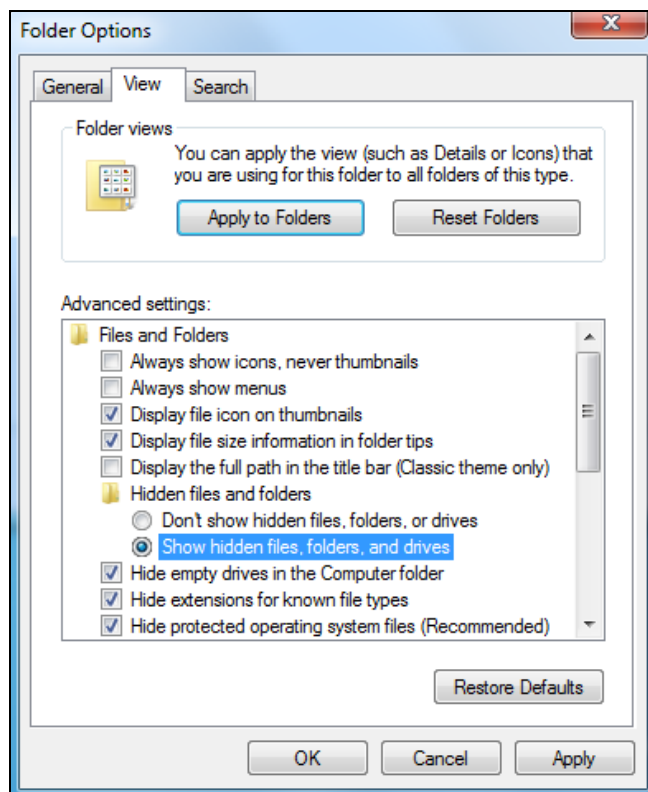 Folder Options
General View Search
Folder views
You can apply the view (such as Details or Icons) that
you are using for this folder to all folders of this type.
Apply to Folders Reset Folders
Advanced settings:
Files and Folders
Always show icons, never thumbnails
Always show menus
Display file icon on thumbnails
Display file size information in folder tips
Display the full path in the title bar (Classic theme only)
Hidden files and folders
Don't show hidden files, folders, or drives
Show hidden files, folders, and drives
Hide empty drives in the Computer folder
Hide extensions for known file types
Hide protected operating system files (Recommended)
Restore Defaults
OK Cancel Apply